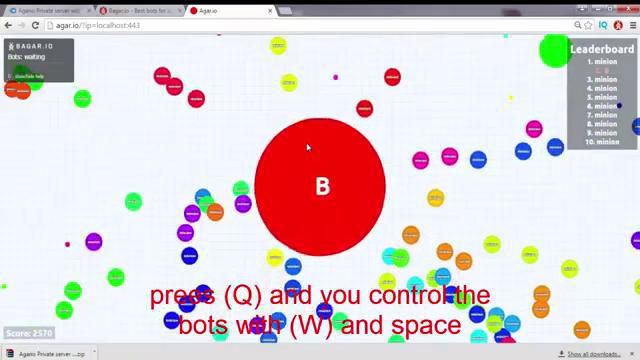 Agario Private server with
Bagar.io - Best bots for a
Agar.io
agar.io/?ip=localhost:443
BAGAR.IO
Bots: waiting
show/hide help
Leaderboard
1. minion
2. B
3. minion
4. minion
5. minion
6. minion
7. minion
8. minion
9. minion
10. minion
B
prees (Q) and you control the
bots with (W) and space
Score: 2570
Agario Private server ....zip
Show all downloads...